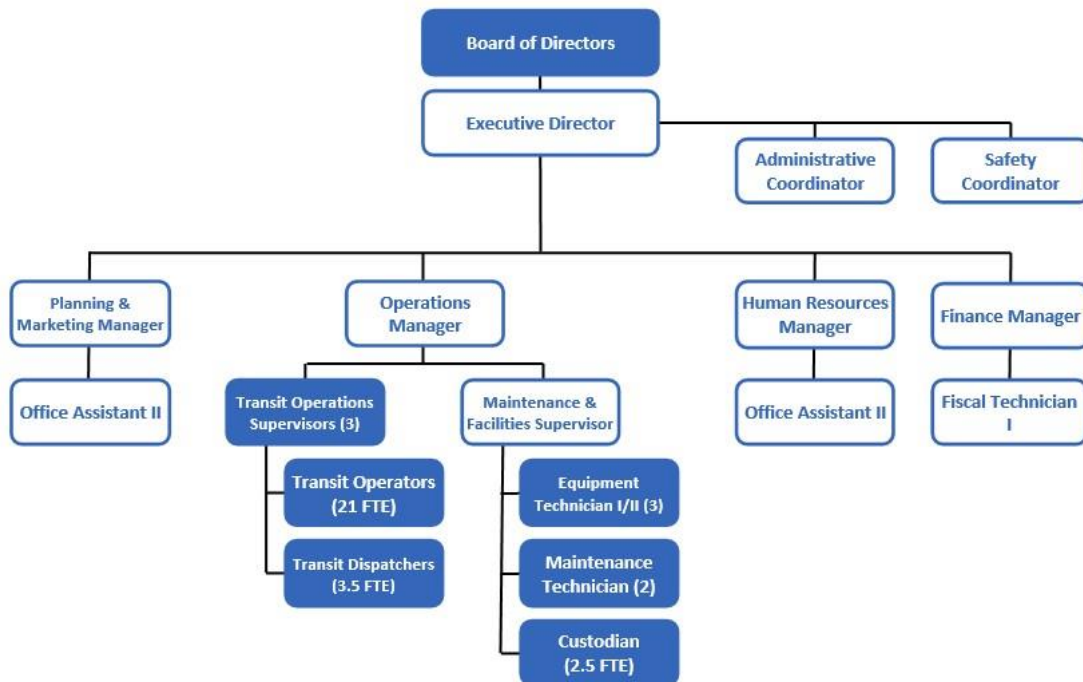 Board of Directors
Executive Director
Administrative
Coordinator
Safety
Coordinator
Planning &
Marketing Manager
Operations
Manager
Human Resources
Manager
Finance Manager
Office Assistant II
Transit Operations
Supervisors (3)
Maintenance &
Facilities Supervisor
Office Assistant II
Fiscal Technician
I
Transit Operators
(21 FTE)
Equipment
Technician I/II (3)
Transit Dispatchers
(3.5 FTE)
Maintenance
Technician (2)
Custodian
(2.5 FTE)